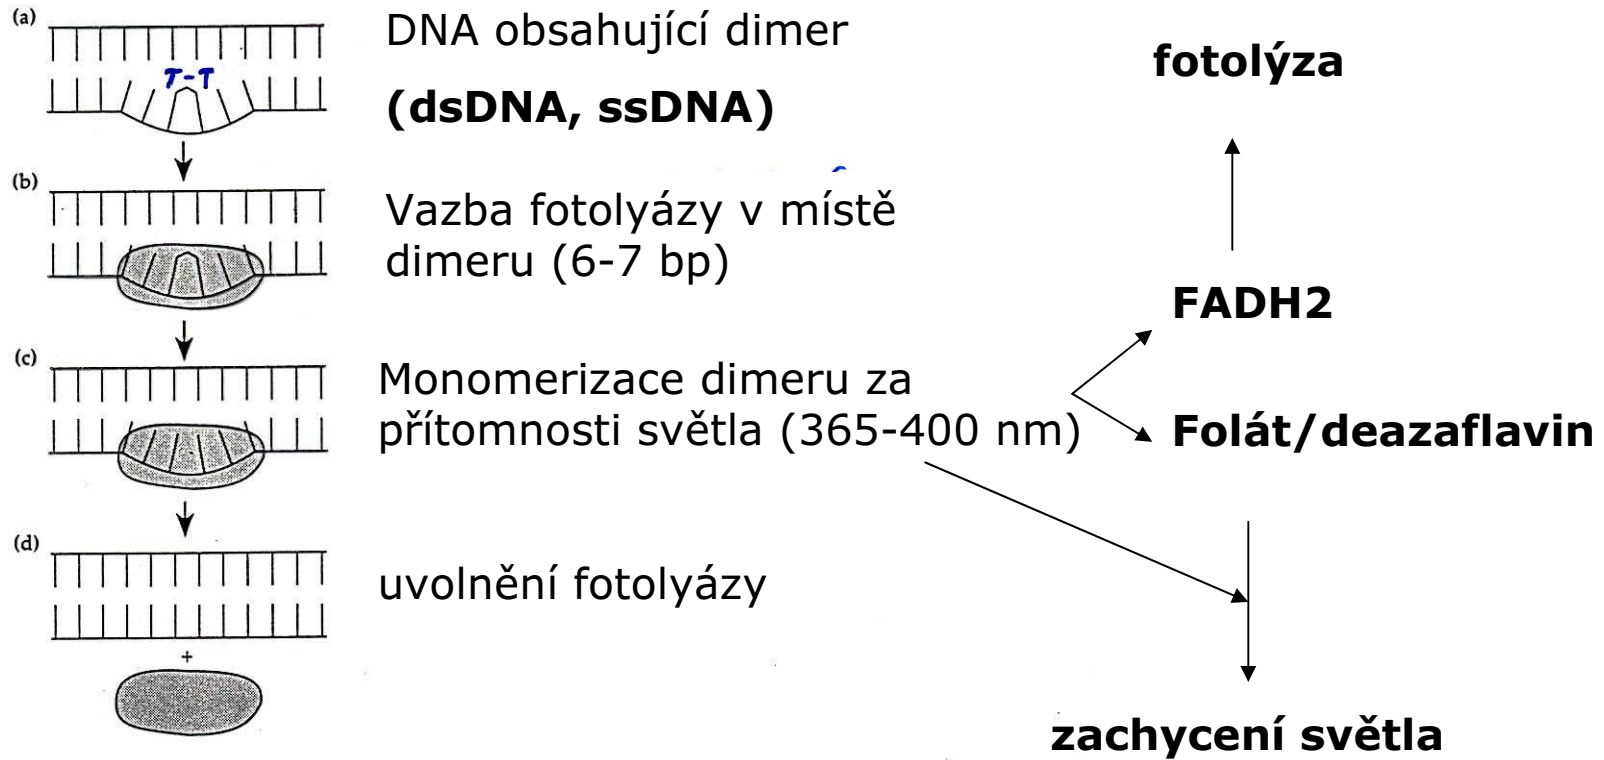 (a)
T-T
DNA obsahující dimer
(dsDNA, ssDNA)
(b)
Vazba fotolyázy v místě
dimeru (6-7 bp)
(c)
Monomerizace dimeru za
přítomnosti světla (365-400 nm)
(d)
uvolnění fotolyázy
+
fotolýza
FADH2
Folát/deazaflavin
zachycení světla